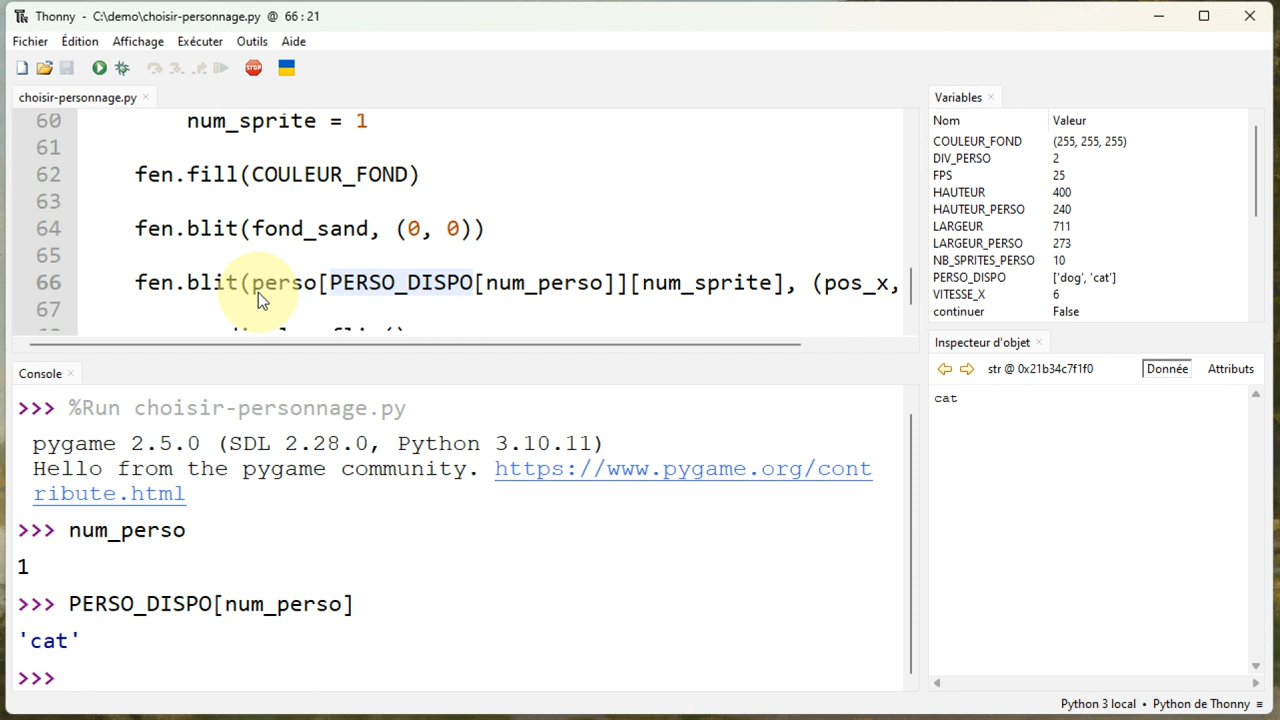 Thonny - C:\demo\choisir-personnage.py @ 66:21
Fichier Édition Affichage Exécuter Outils Aide
STOP
choisir-personnage.py ×
60 num_sprite = 1
61
62 fen.fill(COULEUR_FOND)
63
64 fen.blit(fond_sand, (0, 0))
65
66 fen.blit(perso[PERSO_DISPO[num_perso]][num_sprite], (pos_x,
67
Console ×
>>> %Run choisir-personnage.py
pygame 2.5.0 (SDL 2.28.0, Python 3.10.11)
Hello from the pygame community. https://www.pygame.org/cont
ribute.html
>>> num_perso
1
>>> PERSO_DISPO[num_perso]
'cat'
>>>
Variables ×
Nom Valeur
COULEUR_FOND (255, 255, 255)
DIV_PERSO 2
FPS 25
HAUTEUR 400
HAUTEUR_PERSO 240
LARGEUR 711
LARGEUR_PERSO 273
NB_SPRITES_PERSO 10
PERSO_DISPO ['dog', 'cat']
VITESSE_X 6
continuer False
Inspecteur d'objet ×
str @ 0x21b34c7f1f0 Donnée Attributs
cat
Python 3 local • Python de Thonny ≡